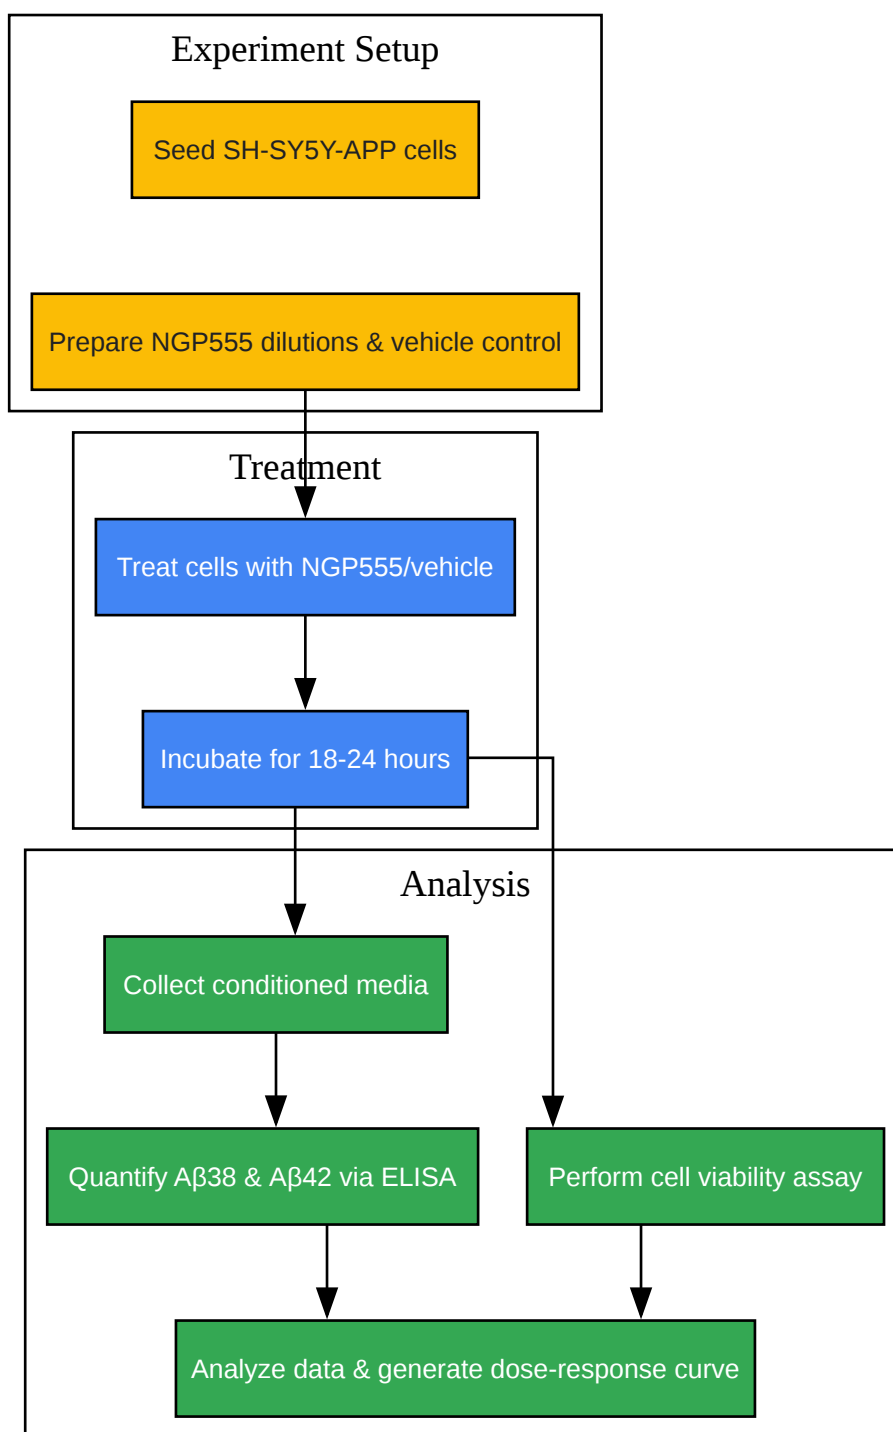 Experiment Setup
Seed SH-SY5Y-APP cells
Prepare NGP555 dilutions & vehicle control
Treatment
Treat cells with NGP555/vehicle
Incubate for 18-24 hours
Analysis
Collect conditioned media
Quantify Aβ38 & Aβ42 via ELISA
Perform cell viability assay
Analyze data & generate dose-response curve